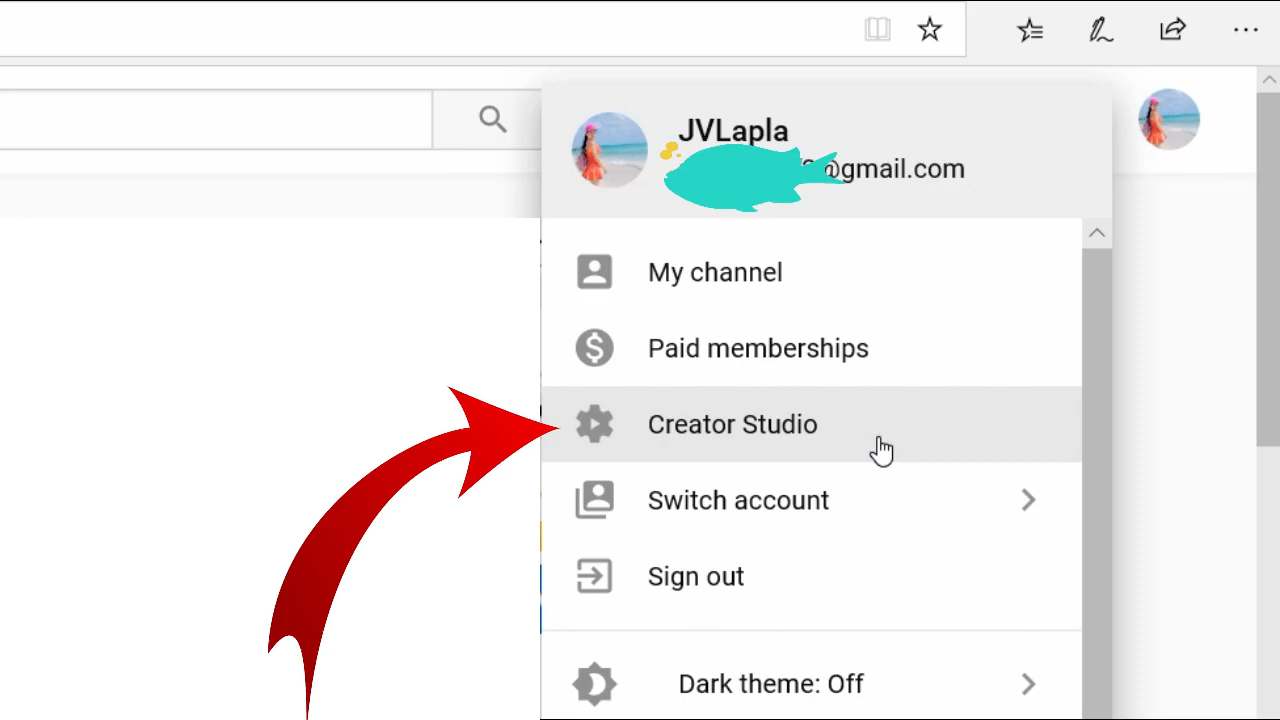 JVLapla
@gmail.com
My channel
Paid memberships
Creator Studio
Switch account
Sign out
Dark theme: Off